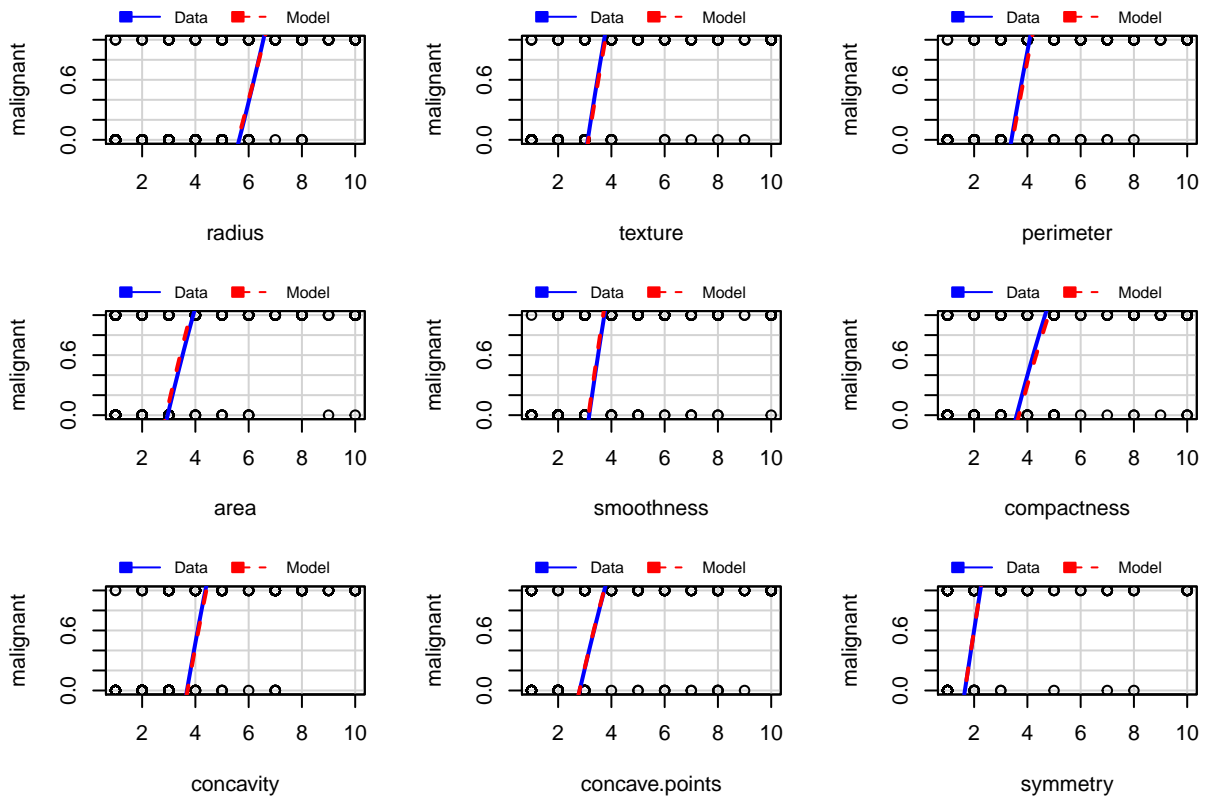 Data Model
malignant
0.0 0.6
2 4 6 8 10
radius
Data Model
malignant
0.0 0.6
2 4 6 8 10
texture
Data Model
malignant
0.0 0.6
2 4 6 8 10
perimeter
Data Model
malignant
0.0 0.6
2 4 6 8 10
area
Data Model
malignant
0.0 0.6
2 4 6 8 10
smoothness
Data Model
malignant
0.0 0.6
2 4 6 8 10
compactness
Data Model
malignant
0.0 0.6
2 4 6 8 10
concavity
Data Model
malignant
0.0 0.6
2 4 6 8 10
concave.points
Data Model
malignant
0.0 0.6
2 4 6 8 10
symmetry